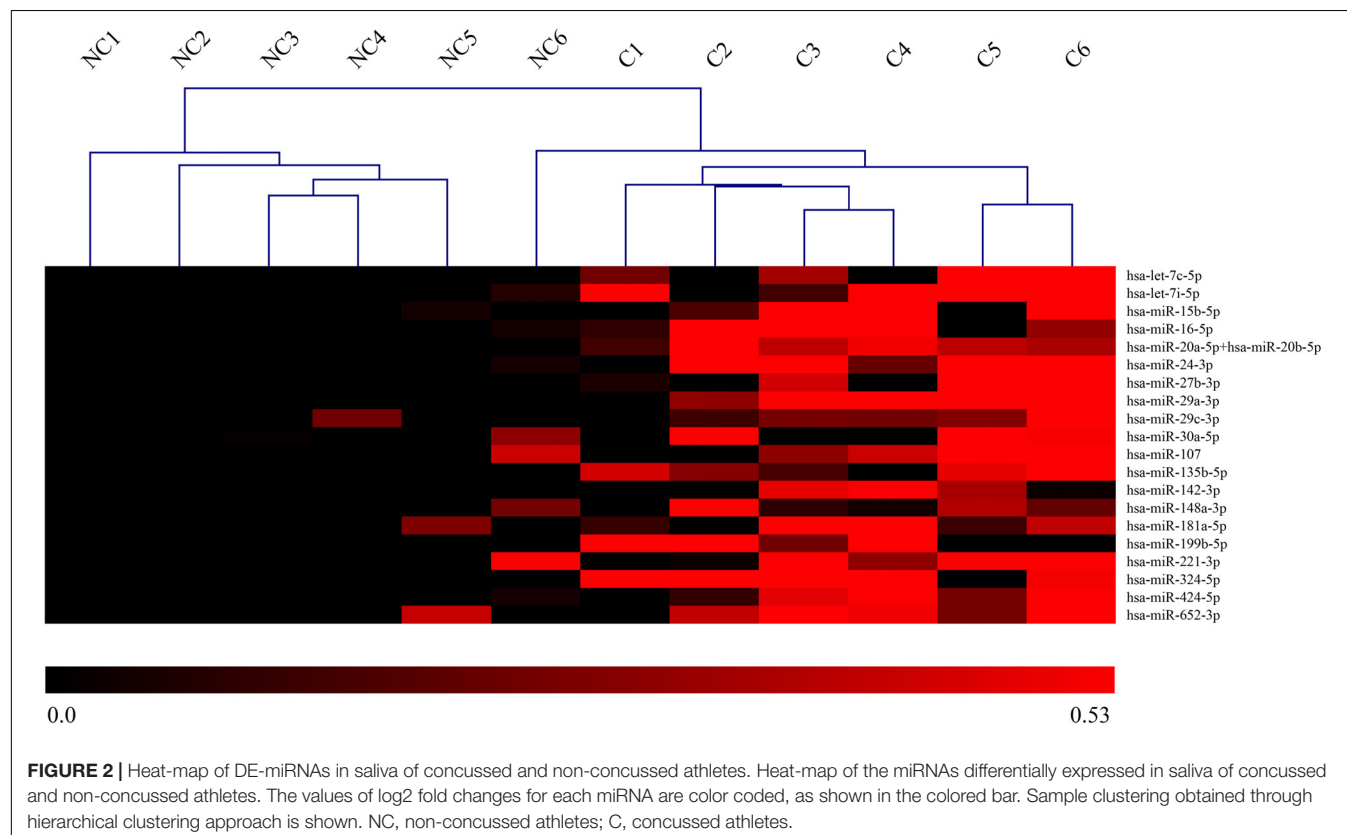 NC1 NC2 NC3 NC4 NC5 NC6 C1 C2 C3 C4 C5 C6
hsa-let-7c-5p
hsa-let-7i-5p
hsa-miR-15b-5p
hsa-miR-16-5p
hsa-miR-20a-5p+hsa-miR-20b-5p
hsa-miR-24-3p
hsa-miR-27b-3p
hsa-miR-29a-3p
hsa-miR-29c-3p
hsa-miR-30a-5p
hsa-miR-107
hsa-miR-135b-5p
hsa-miR-142-3p
hsa-miR-148a-3p
hsa-miR-181a-5p
hsa-miR-199b-5p
hsa-miR-221-3p
hsa-miR-324-5p
hsa-miR-424-5p
hsa-miR-652-3p
0.0 0.53
FIGURE 2 | Heat-map of DE-miRNAs in saliva of concussed and non-concussed athletes. Heat-map of the miRNAs differentially expressed in saliva of concussed
and non-concussed athletes. The values of log2 fold changes for each miRNA are color coded, as shown in the colored bar. Sample clustering obtained through
hierarchical clustering approach is shown. NC, non-concussed athletes; C, concussed athletes.